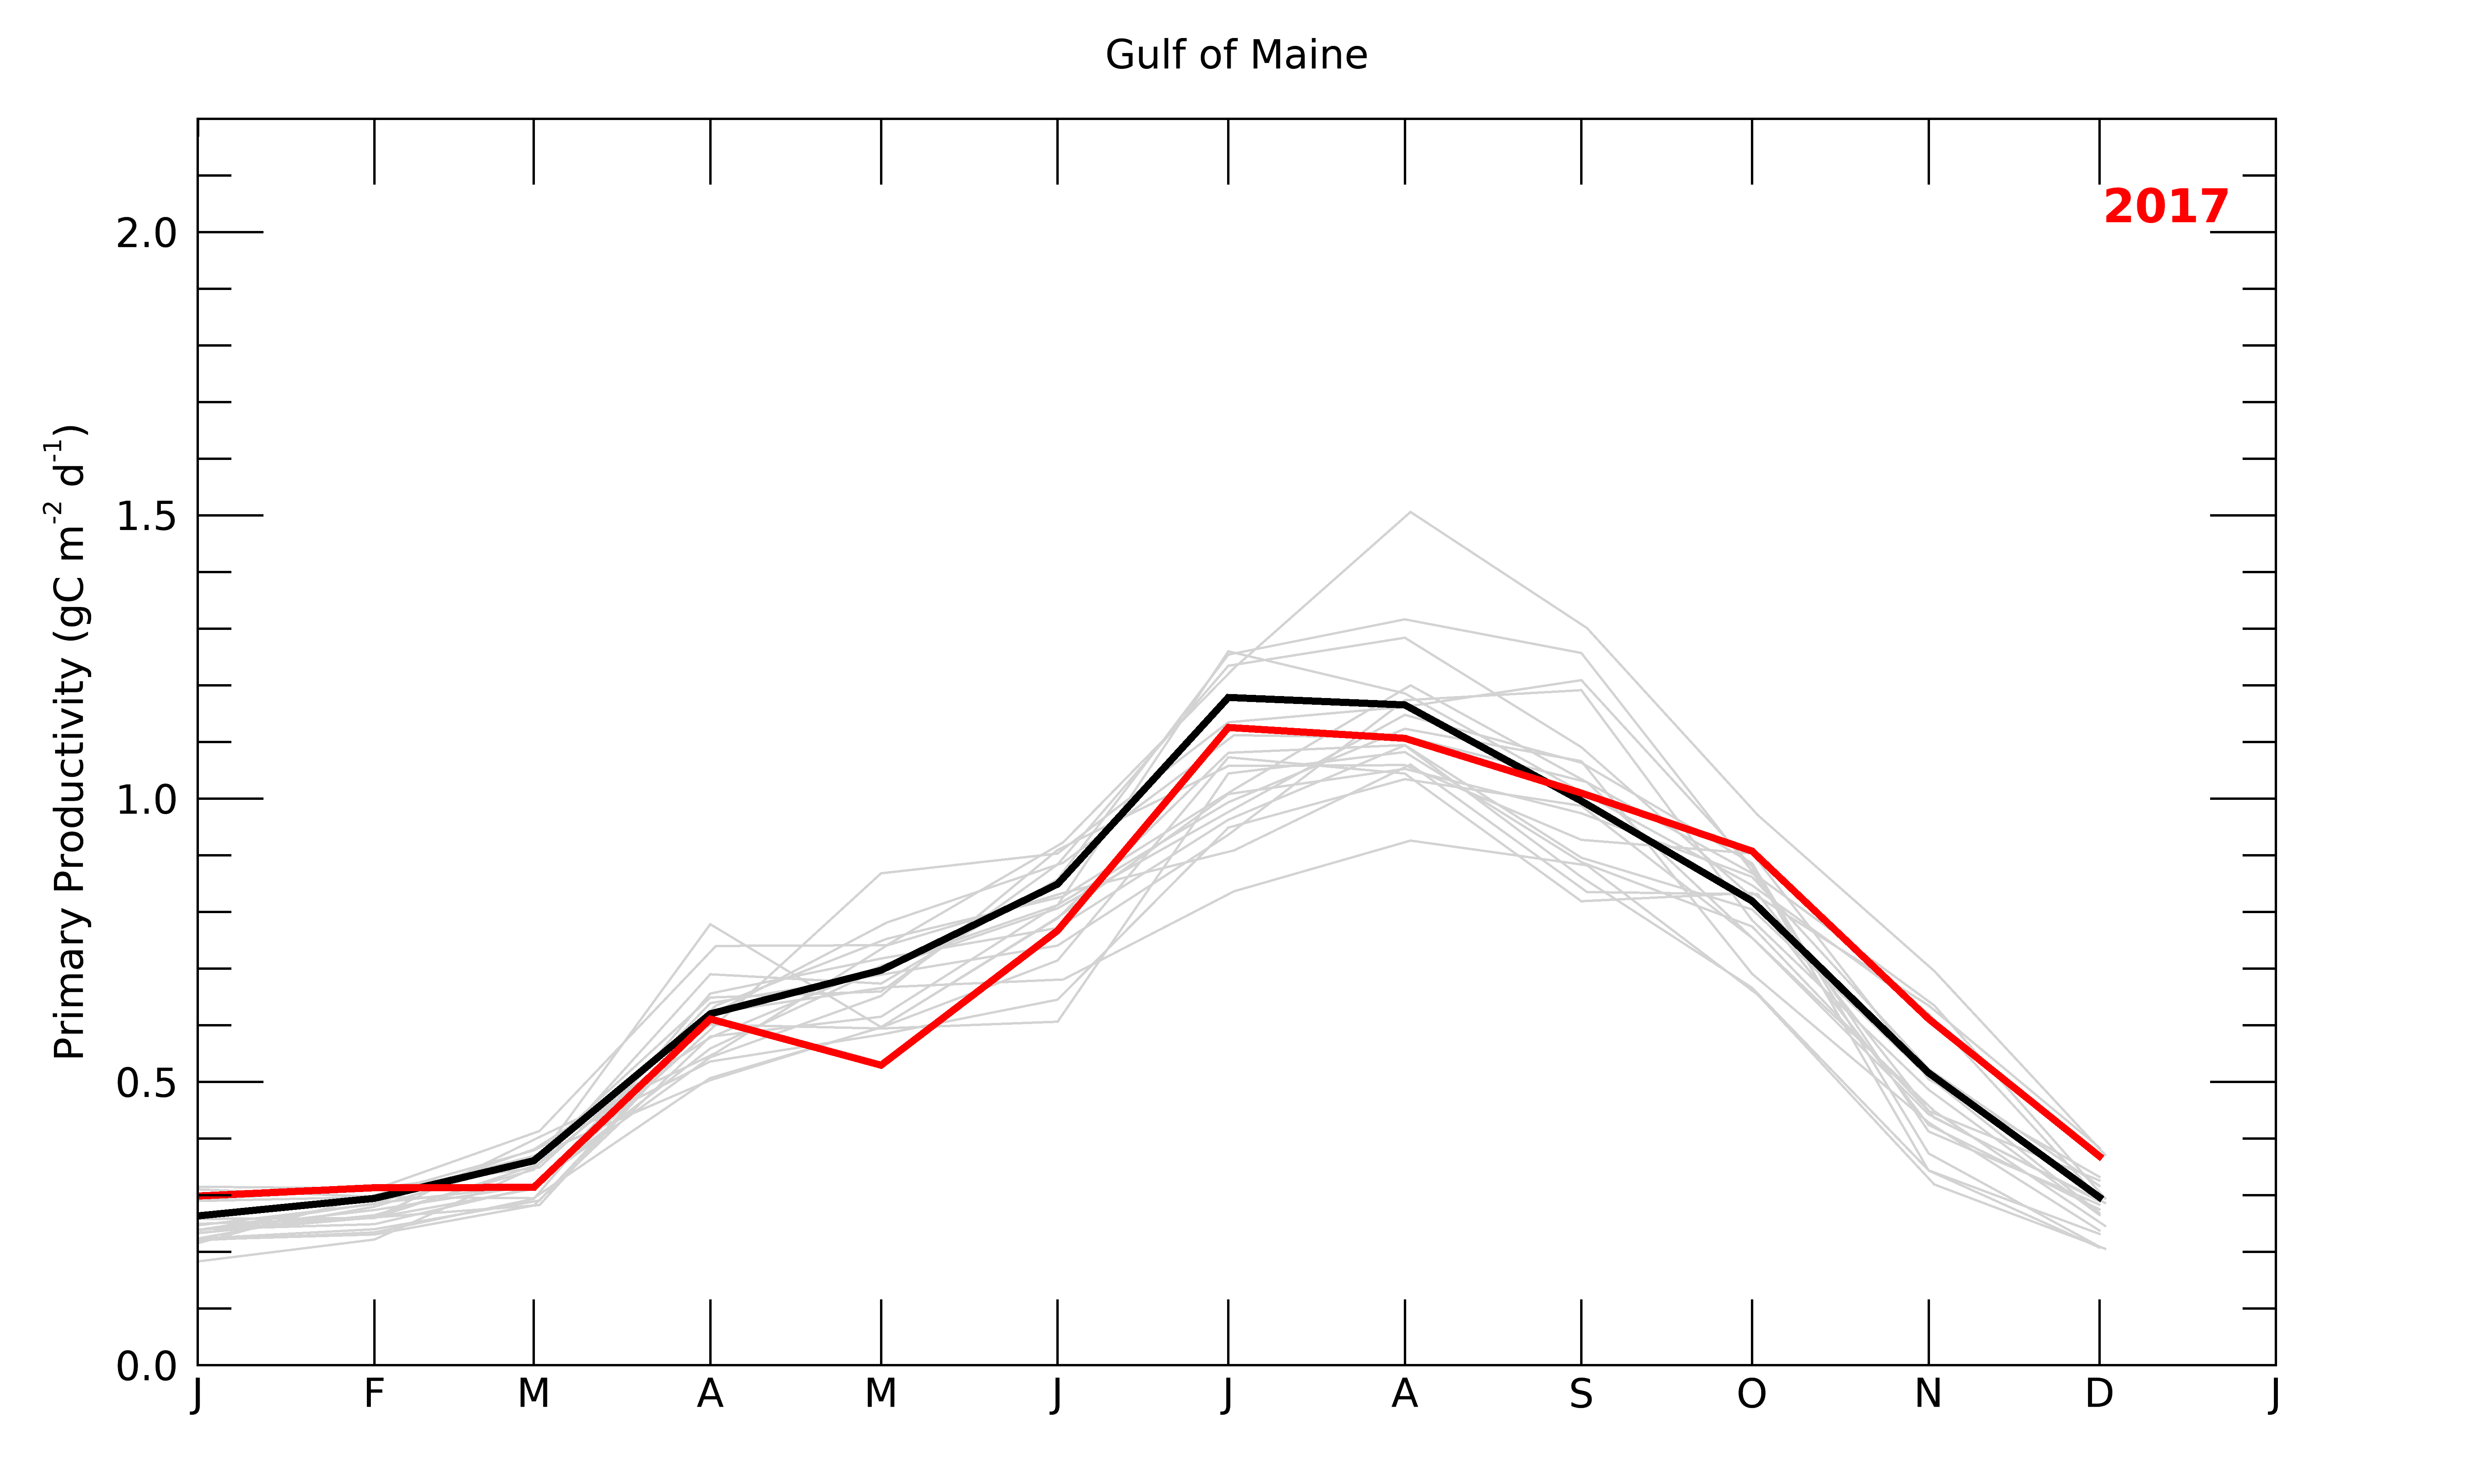 Gulf of Maine
2017
Primary Productivity (gC m⁻² d⁻¹)
2.0
1.5
1.0
0.5
0.0
J F M A M J J A S O N D J